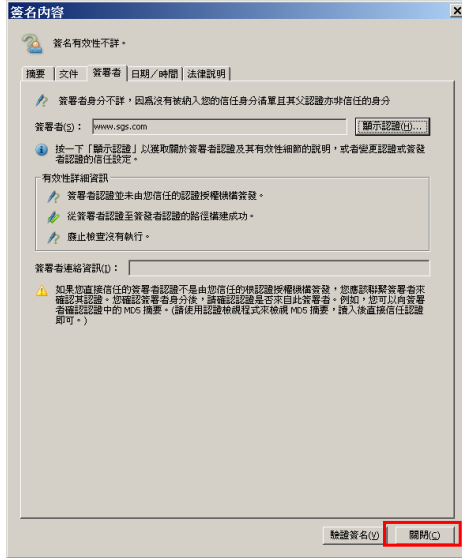 簽名內容
簽名有效性不詳。
摘要 文件 簽署者 日期／時間 法律說明
簽署者身分不詳，因為沒有被納入您的信任身分清單且其父認證亦非信任的身分
簽署者(S)： www.sgs.com 顯示認證(H)...
按一下「顯示認證」以獲取關於簽署者認證及其有效性細節的說明，或者變更認證或簽發
者認證的信任設定。
有效性詳細資訊
簽署者認證並未由您信任的認證授權機構簽發。
從簽署者認證至簽發者認證的路徑構建成功。
廢止檢查沒有執行。
簽署者連絡資訊(I)：
如果您直接信任的簽署者認證不是由您信任的根認證授權機構簽發，您應該聯繫簽署者來
確認其認證。您確認簽署者身分後，請確認認證是否來自此簽署者。例如，您可以向簽署
者確認認證中的 MD5 摘要。(請使用認證檢視程式來檢視 MD5 摘要，讀入後直接信任認證
即可。)
驗證簽名(V) 關閉(C)